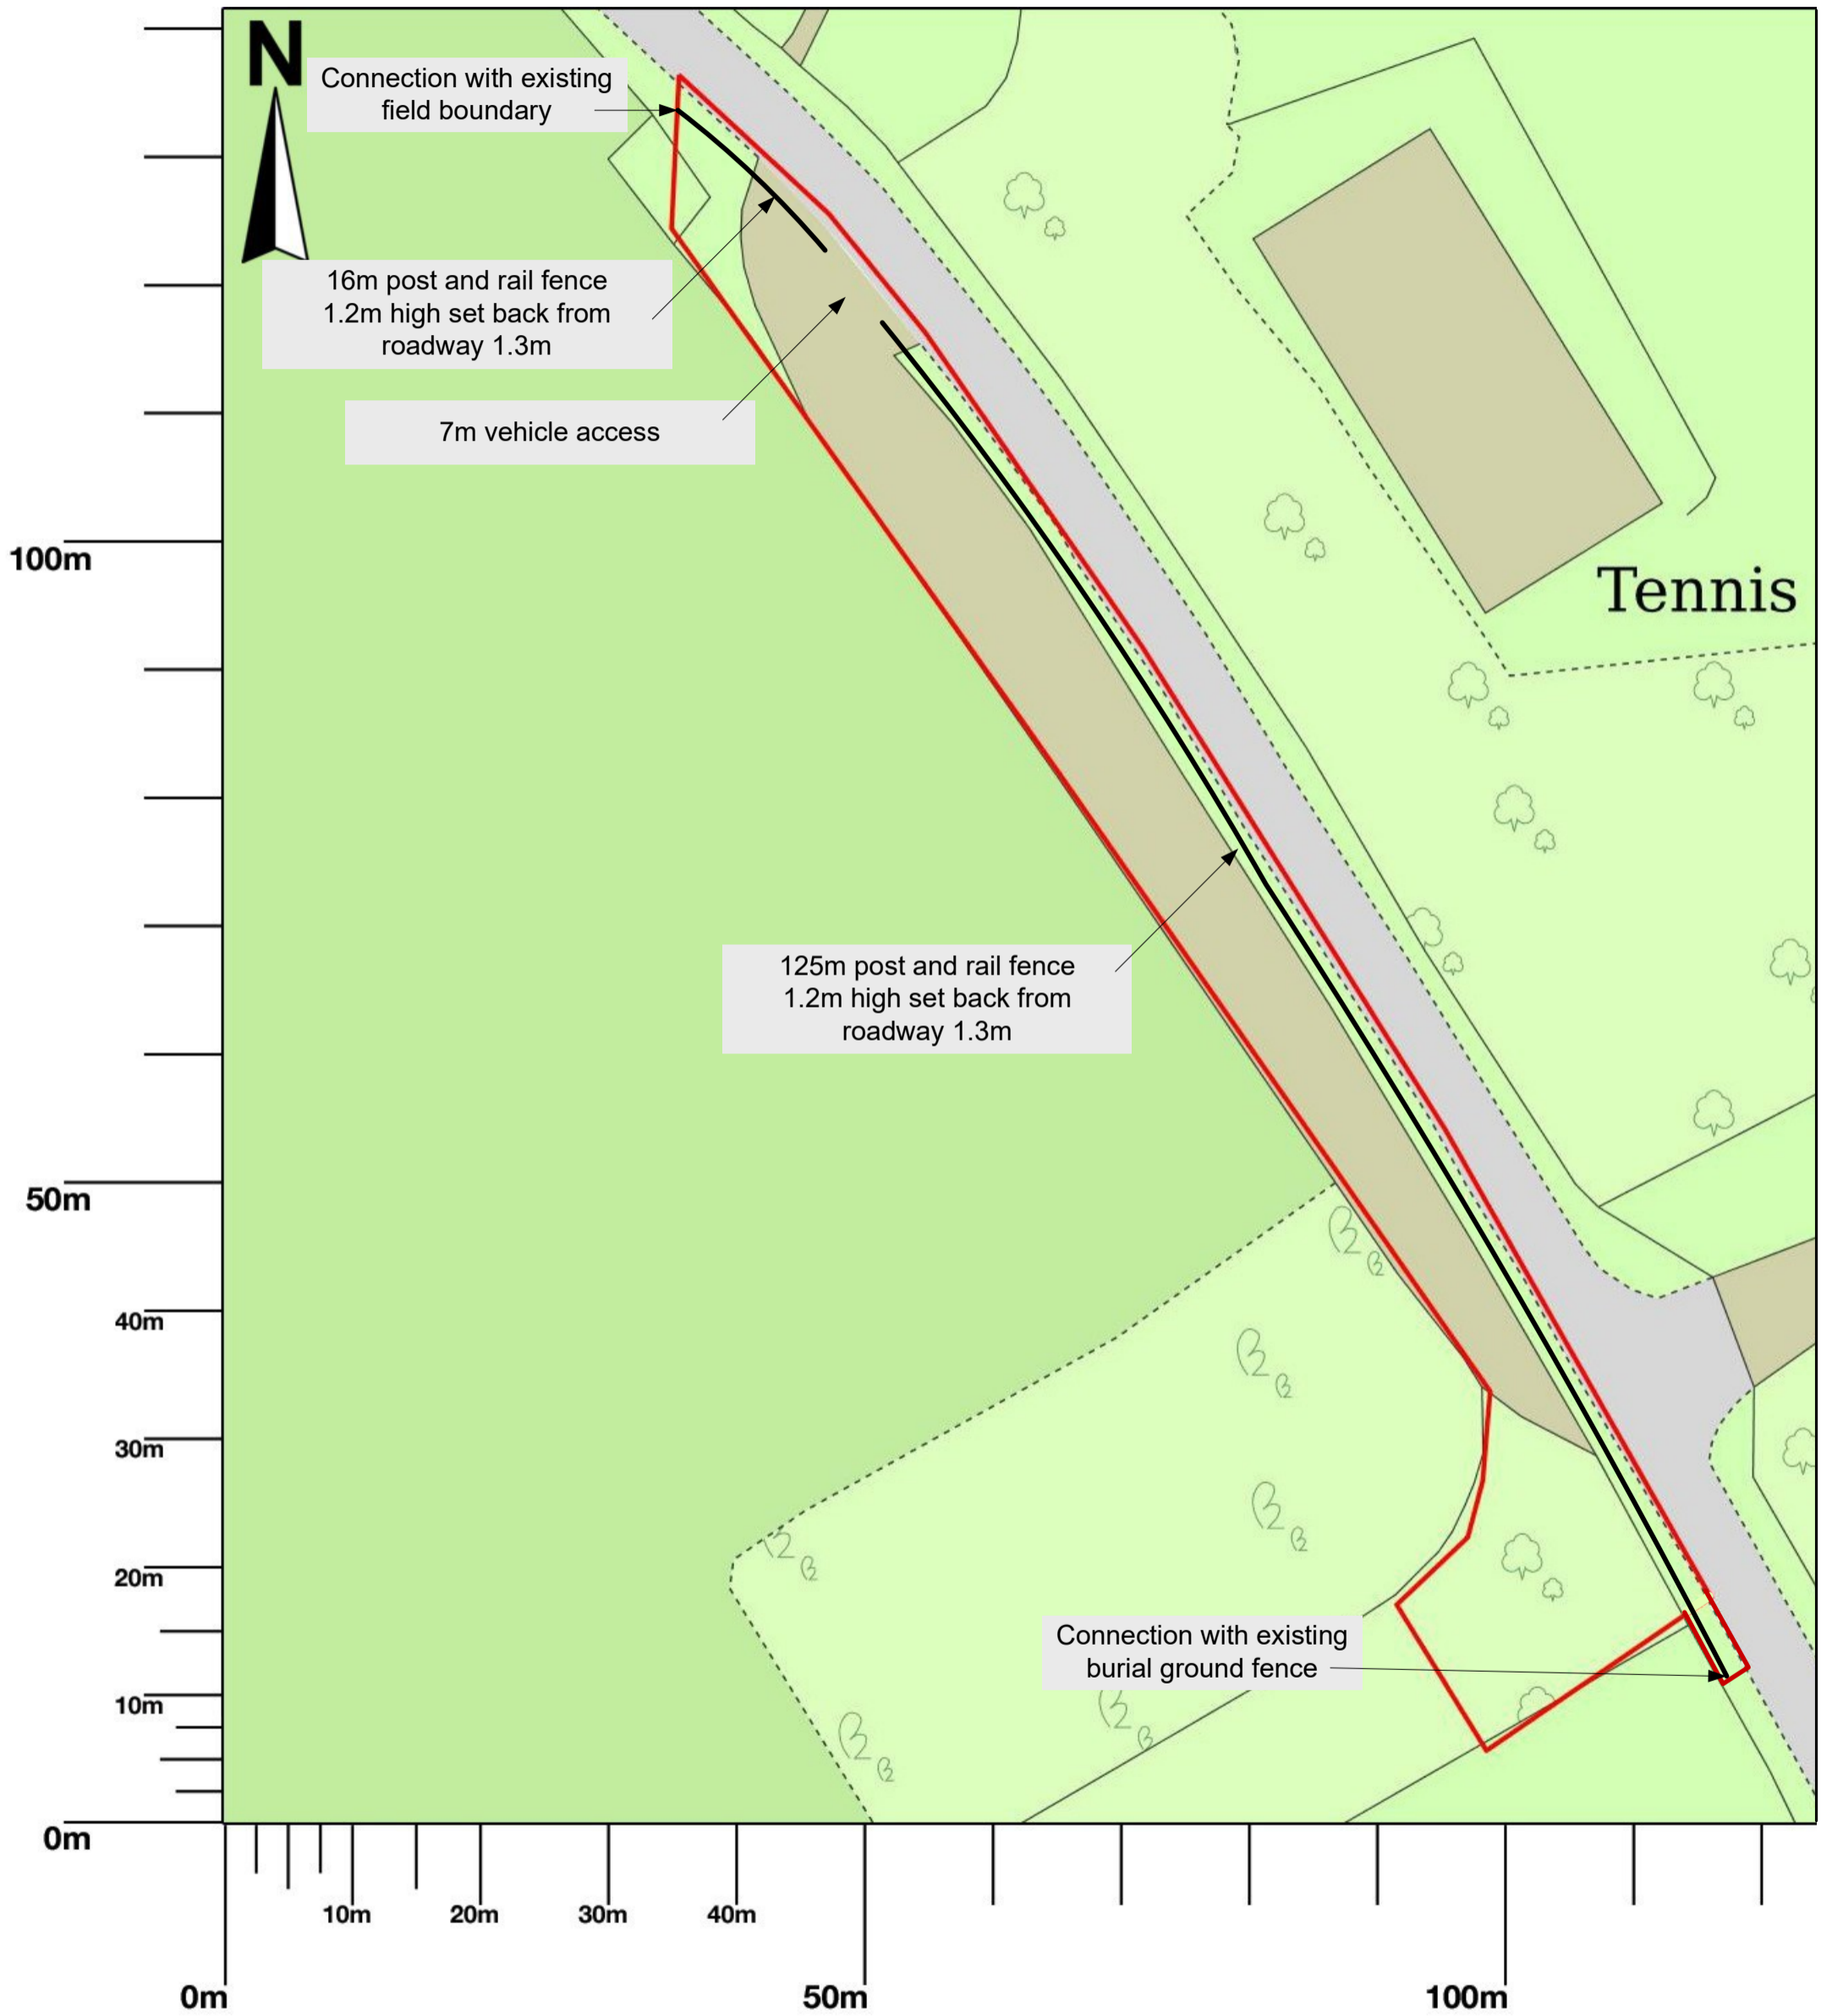 N
Connection with existing
field boundary
16m post and rail fence
1.2m high set back from
roadway 1.3m
7m vehicle access
100m
Tennis
125m post and rail fence
1.2m high set back from
roadway 1.3m
50m
40m
30m
20m
Connection with existing
burial ground fence
10m
0m
10m
20m
30m
40m
0m
50m
100m